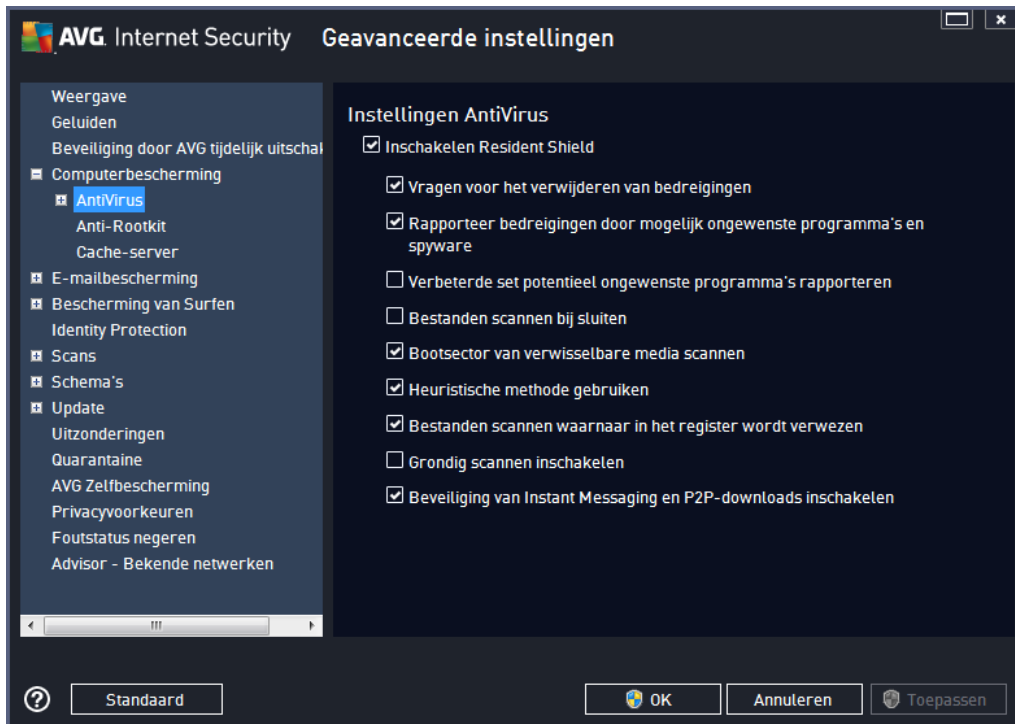 AVG. Internet Security Geavanceerde instellingen
Weergave
Geluiden
Beveiliging door AVG tijdelijk uitschak
Computerbescherming
AntiVirus
Anti-Rootkit
Cache-server
E-mailbescherming
Bescherming van Surfen
Identity Protection
Scans
Schema's
Update
Uitzonderingen
Quarantaine
AVG Zelfbescherming
Privacyvoorkeuren
Foutstatus negeren
Advisor - Bekende netwerken
Instellingen AntiVirus
Inschakelen Resident Shield
Vragen voor het verwijderen van bedreigingen
Rapporteer bedreigingen door mogelijk ongewenste programma's en
spyware
Verbeterde set potentieel ongewenste programma's rapporteren
Bestanden scannen bij sluiten
Bootsector van verwisselbare media scannen
Heuristische methode gebruiken
Bestanden scannen waarnaar in het register wordt verwezen
Grondig scannen inschakelen
Beveiliging van Instant Messaging en P2P-downloads inschakelen
? Standaard OK Annuleren Toepassen